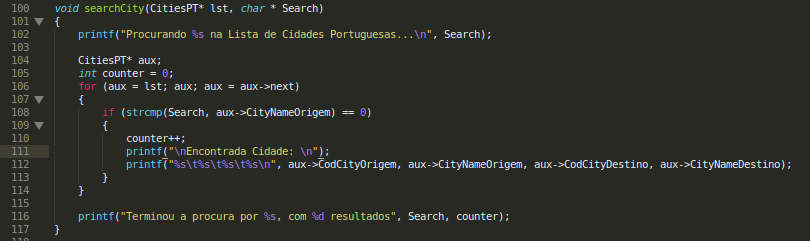 100 void searchCity(CitiesPT* lst, char * Search)
101 {
102 printf("Procurando %s na Lista de Cidades Portuguesas...\n", Search);
103
104 CitiesPT* aux;
105 int counter = 0;
106 for (aux = lst; aux; aux = aux->next)
107 {
108 if (strcmp(Search, aux->CityNameOrigem) == 0)
109 {
110 counter++;
111 printf("\nEncontrada Cidade: \n");
112 printf("%s\t%s\t%s\t%s\n", aux->CodCityOrigem, aux->CityNameOrigem, aux->CodCityDestino, aux->CityNameDestino);
113 }
114 }
115
116 printf("Terminou a procura por %s, com %d resultados", Search, counter);
117 }